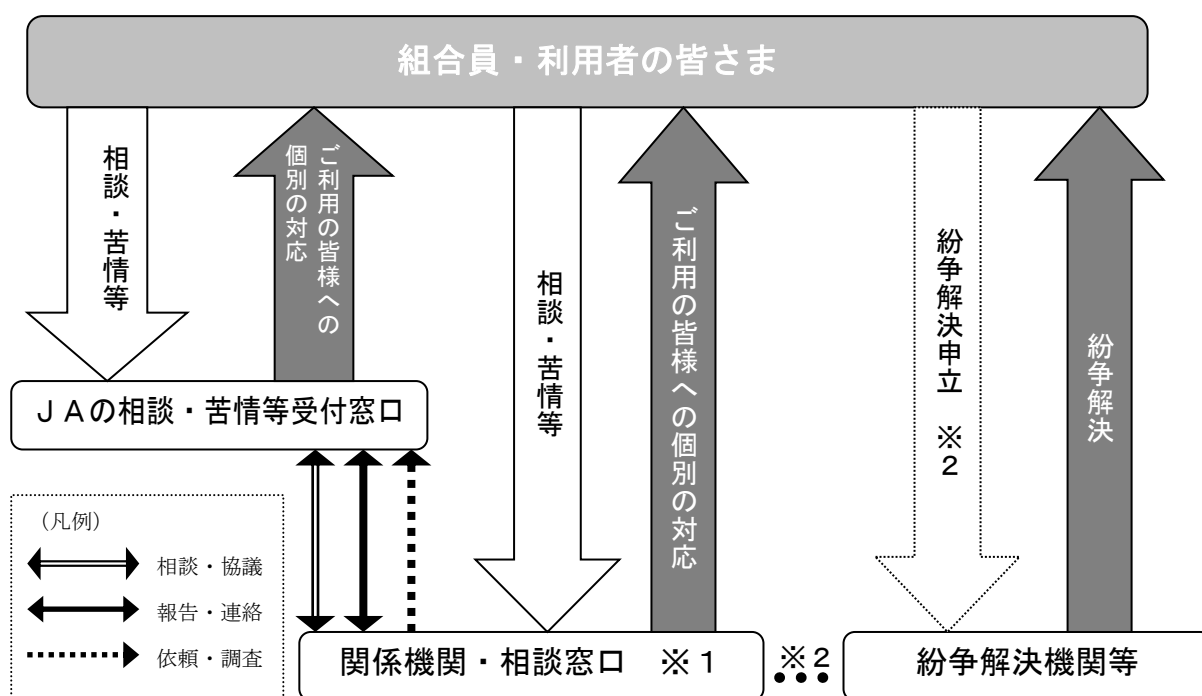 組合員・利用者の皆さま
相談・苦情等
ご利用の皆様への
個別の対応
相談・苦情等
ご利用の皆様への個別の対応
紛争解決申立 ※2
紛争解決
ＪＡの相談・苦情等受付窓口
(凡例)
相談・協議
報告・連絡
依頼・調査
関係機関・相談窓口 ※1
※2
紛争解決機関等